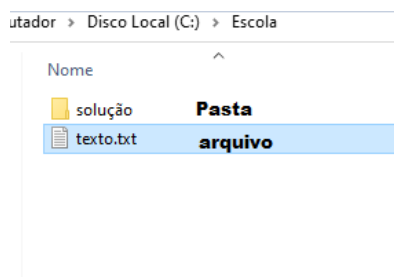 utador > Disco Local (C:) > Escola
Nome
solução Pasta
texto.txt arquivo